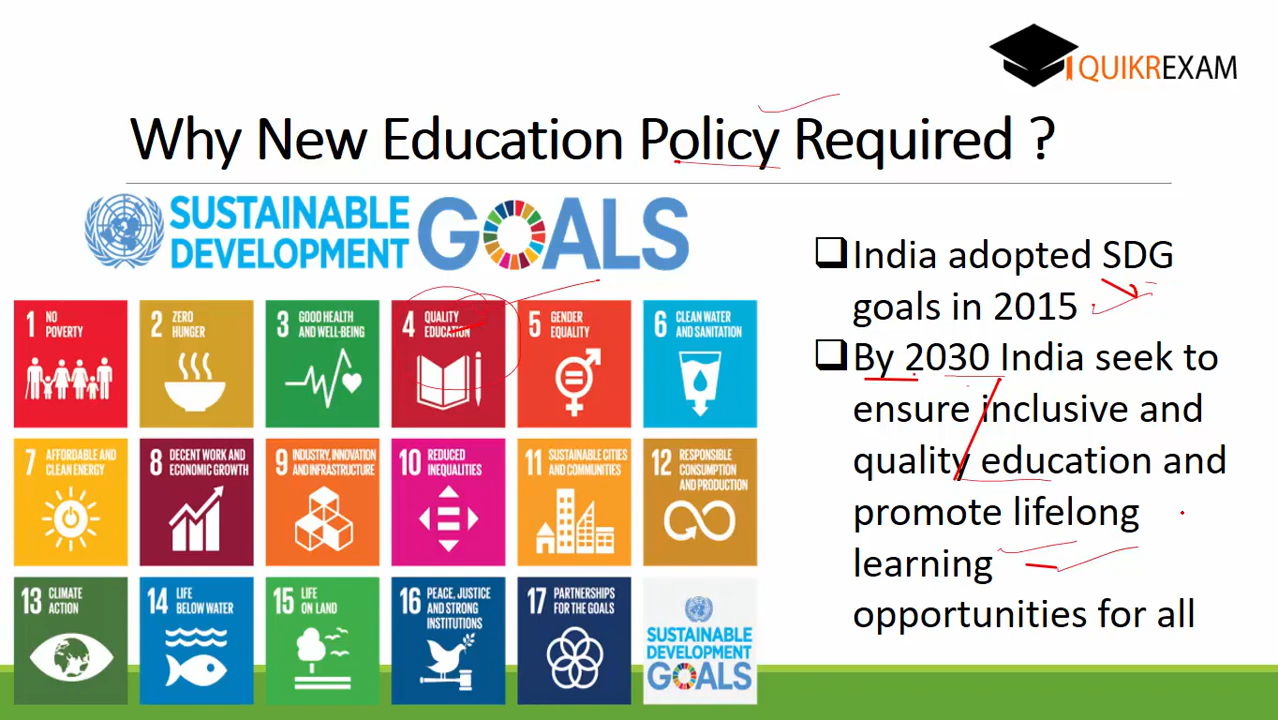 QUIKREXAM
Why New Education Policy Required ?
SUSTAINABLE
DEVELOPMENT
GOALS
1 NO
POVERTY
2 ZERO
HUNGER
3 GOOD HEALTH
AND WELL-BEING
4 QUALITY
EDUCATION
5 GENDER
EQUALITY
6 CLEAN WATER
AND SANITATION
7 AFFORDABLE AND
CLEAN ENERGY
8 DECENT WORK AND
ECONOMIC GROWTH
9 INDUSTRY, INNOVATION
AND INFRASTRUCTURE
10 REDUCED
INEQUALITIES
11 SUSTAINABLE CITIES
AND COMMUNITIES
12 RESPONSIBLE
CONSUMPTION
AND PRODUCTION
13 CLIMATE
ACTION
14 LIFE
BELOW WATER
15 LIFE
ON LAND
16 PEACE, JUSTICE
AND STRONG
INSTITUTIONS
17 PARTNERSHIPS
FOR THE GOALS
SUSTAINABLE
DEVELOPMENT
GOALS
India adopted SDG
goals in 2015
By 2030 India seek to
ensure inclusive and
quality education and
promote lifelong
learning
opportunities for all